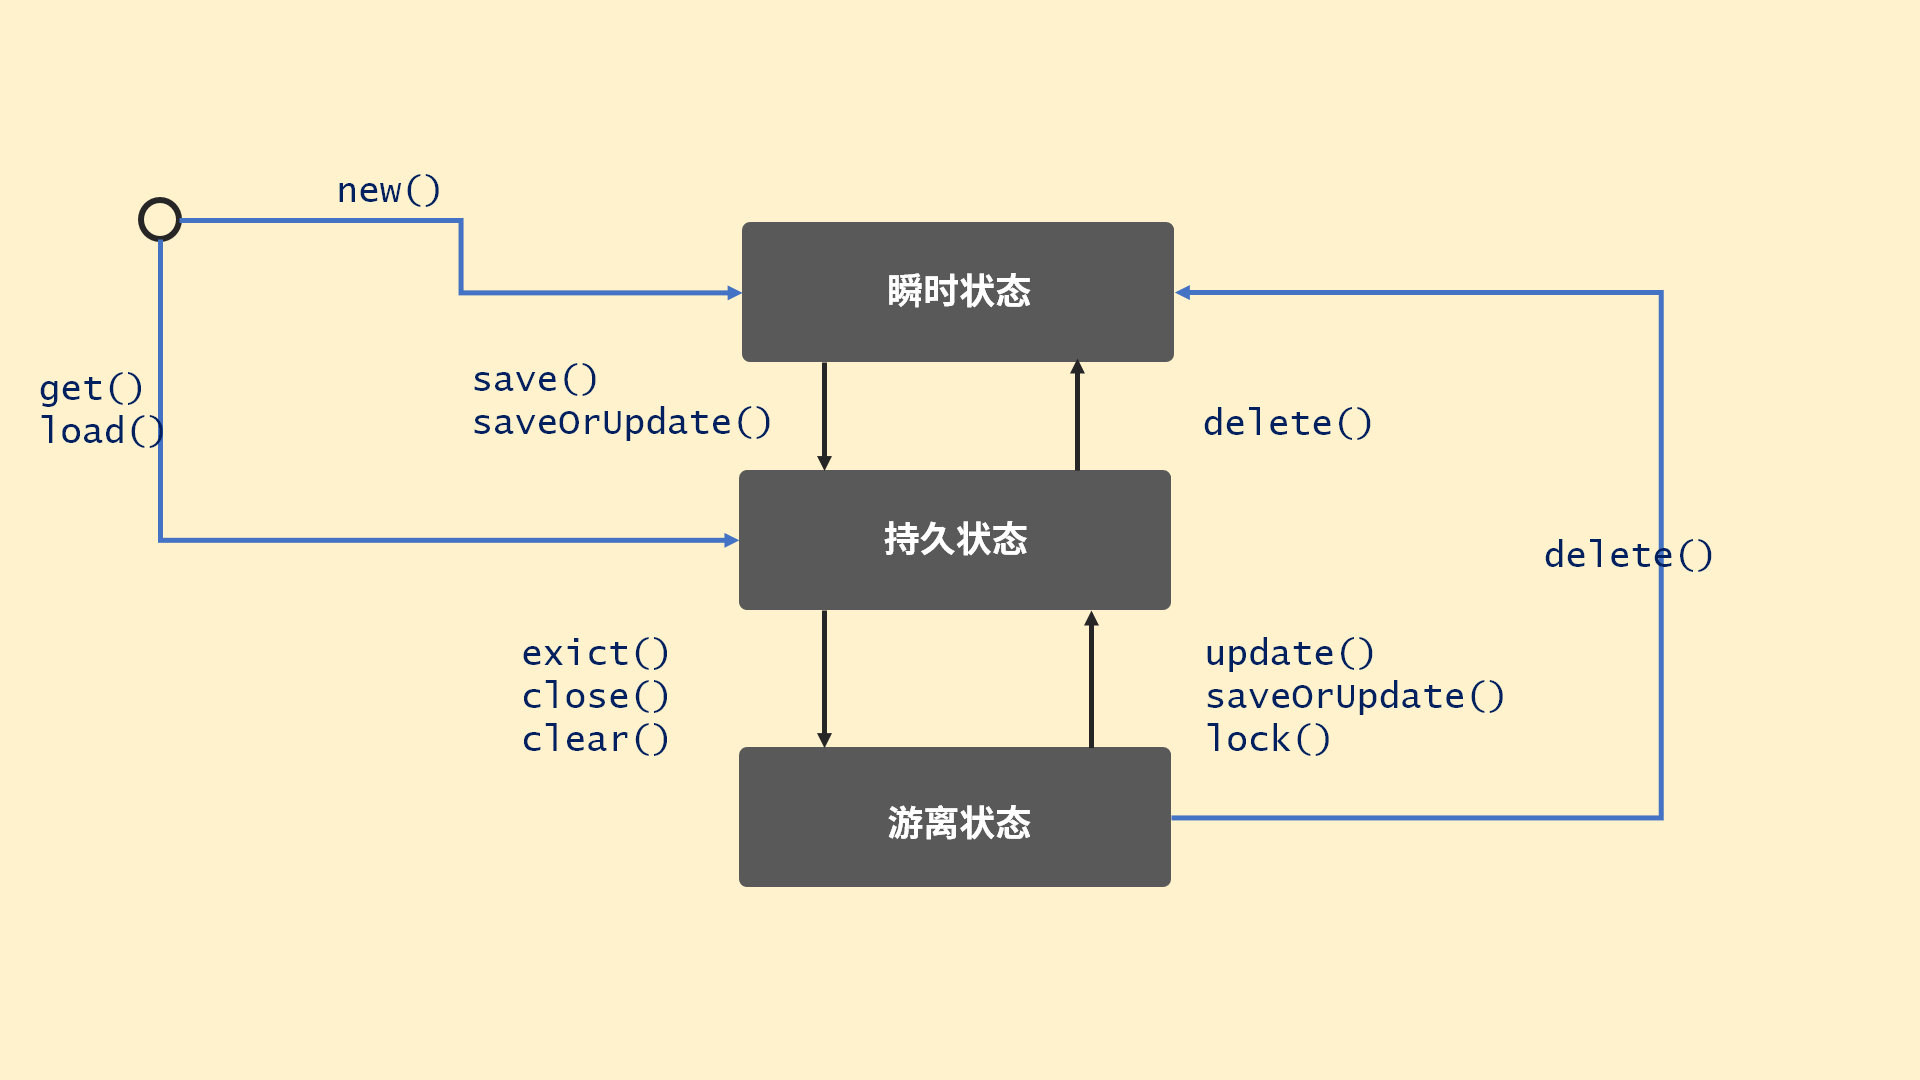 new()
瞬时状态
get()
load()
save()
saveOrUpdate()
delete()
持久状态
delete()
exict()
close()
clear()
update()
saveOrUpdate()
lock()
游离状态